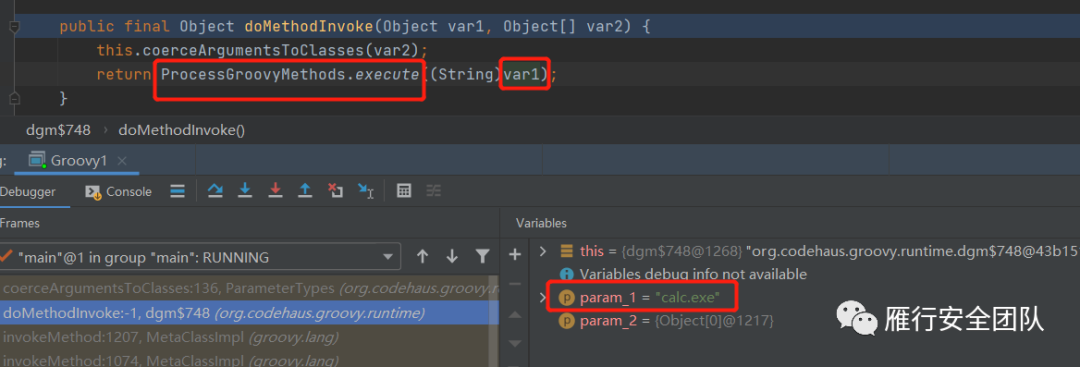 public final Object doMethodInvoke(Object var1, Object[] var2) {
this.coerceArgumentsToClasses(var2);
return ProcessGroovyMethods.execute((String)var1);
}
dgm$748 › doMethodInvoke()
g: Groovy1 ×
Debugger Console
Frames
"main"@1 in group "main": RUNNING
coerceArgumentsToClasses:136, ParameterTypes (org.codehaus.groovy.r
doMethodInvoke:-1, dgm$748 (org.codehaus.groovy.runtime)
invokeMethod:1207, MetaClassImpl (groovy.lang)
invokeMethod:1074, MetaClassImpl (groovy.lang)
Variables
this = {dgm$748@1268} "org.codehaus.groovy.runtime.dgm$748@43b15
Variables debug info not available
param_1 = "calc.exe"
param_2 = {Object[0]@1217}
雁行安全团队